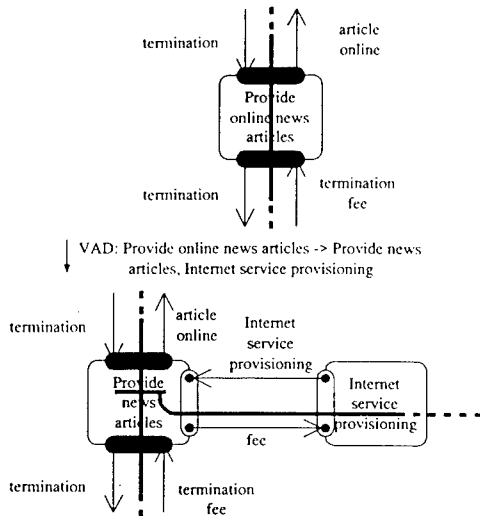 termination
article
online
Provide
online news
articles
termination
termination
fee
VAD: Provide online news articles -> Provide news
articles, Internet service provisioning
termination
article
online
Internet
service
provisioning
Provide
news
articles
Internet
service
provisioning
fee
termination
termination
fee